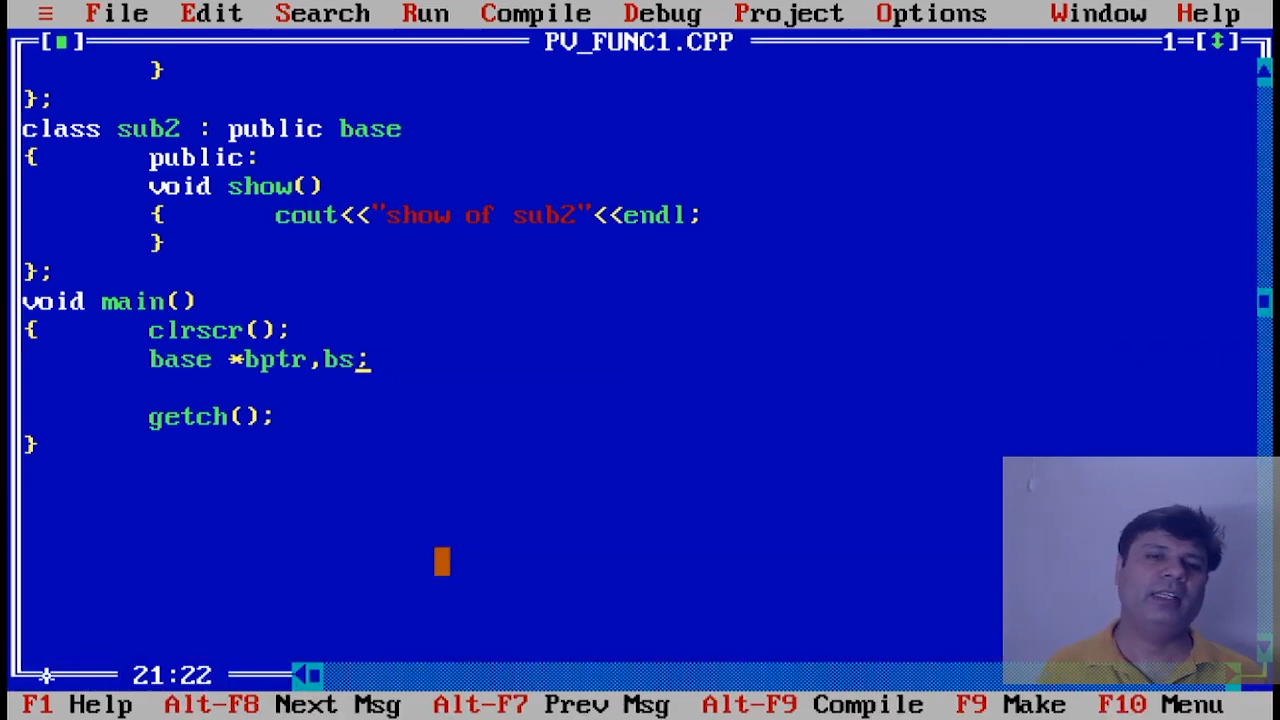 ≡ File Edit Search Run Compile Debug Project Options Window Help
[■] PV_FUNC1.CPP 1=[↕]
}
};
class sub2 : public base
{ public:
void show()
{ cout<<"show of sub2"<<endl;
}
};
void main()
{ clrscr();
base *bptr,bs;
getch();
}
21:22
F1 Help Alt-F8 Next Msg Alt-F7 Prev Msg Alt-F9 Compile F9 Make F10 Menu